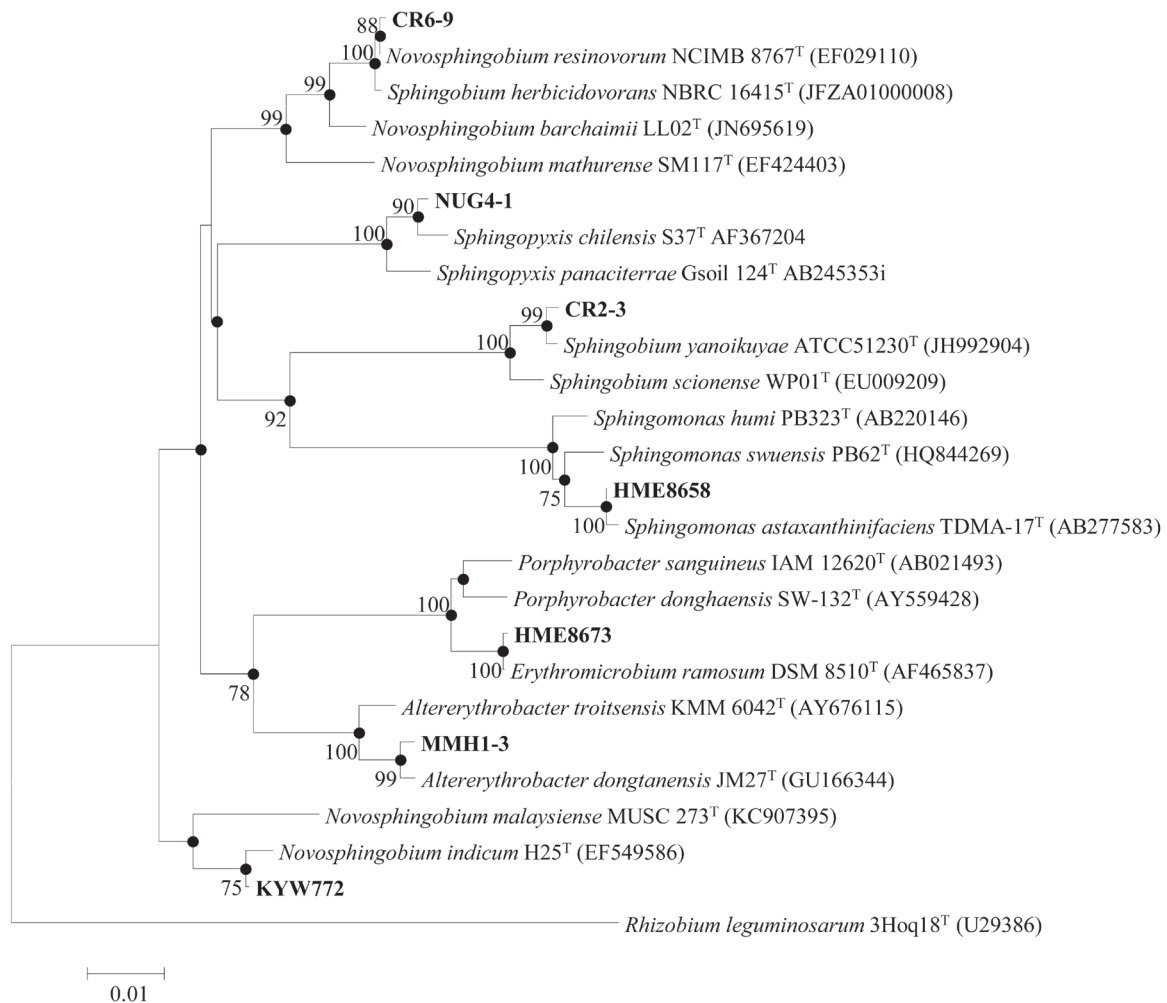 CR6-9
88
100
Novosphingobium resinovorum NCIMB 8767ᵀ (EF029110)
99
Sphingobium herbicidovorans NBRC 16415ᵀ (JFZA01000008)
99
Novosphingobium barchaimii LL02ᵀ (JN695619)
Novosphingobium mathurense SM117ᵀ (EF424403)
NUG4-1
90
100
Sphingopyxis chilensis S37ᵀ AF367204
Sphingopyxis panaciterrae Gsoil 124ᵀ AB245353i
CR2-3
99
100
Sphingobium yanoikuyae ATCC51230ᵀ (JH992904)
Sphingobium scionense WP01ᵀ (EU009209)
92
Sphingomonas humi PB323ᵀ (AB220146)
100
Sphingomonas swuensis PB62ᵀ (HQ844269)
75
HME8658
100
Sphingomonas astaxanthinifaciens TDMA-17ᵀ (AB277583)
Porphyrobacter sanguineus IAM 12620ᵀ (AB021493)
100
Porphyrobacter donghaensis SW-132ᵀ (AY559428)
HME8673
100
Erythromicrobium ramosum DSM 8510ᵀ (AF465837)
78
Altererythrobacter troitsensis KMM 6042ᵀ (AY676115)
100
MMH1-3
99
Altererythrobacter dongtanensis JM27ᵀ (GU166344)
Novosphingobium malaysiense MUSC 273ᵀ (KC907395)
Novosphingobium indicum H25ᵀ (EF549586)
75
KYW772
Rhizobium leguminosarum 3Hoq18ᵀ (U29386)
0.01